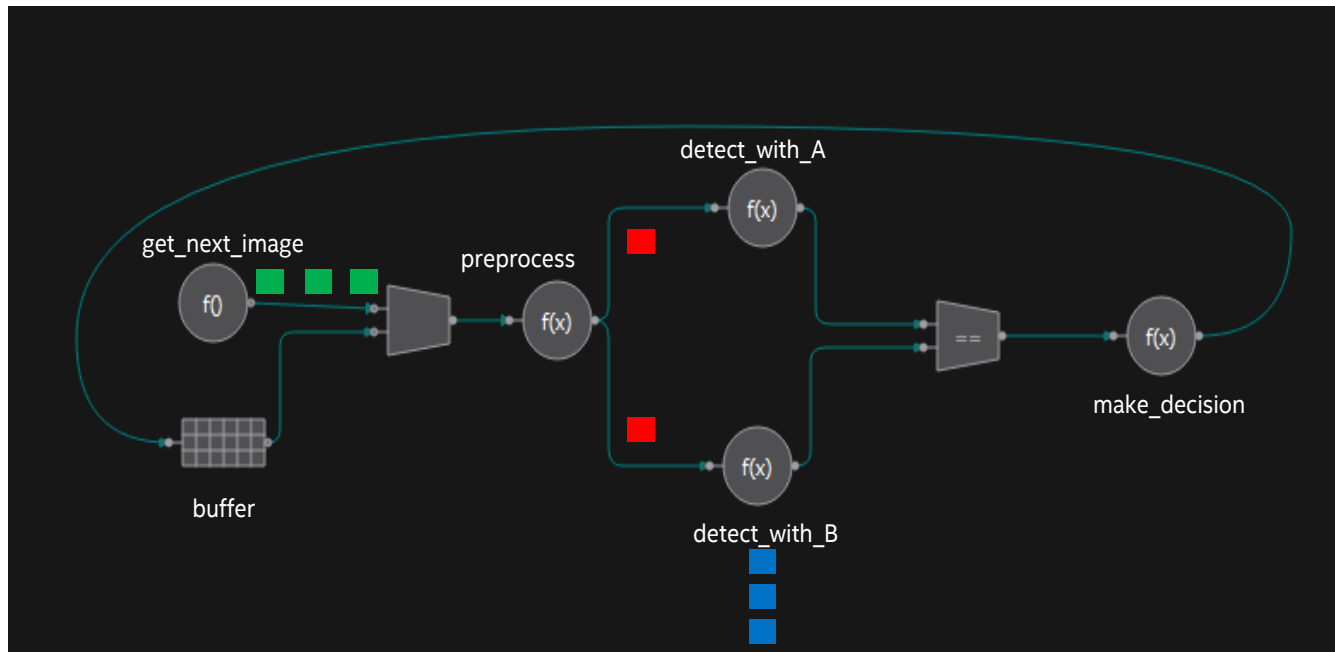 detect_with_A
f(x)
get_next_image
f()
preprocess
f(x)
==
f(x)
make_decision
f(x)
buffer
detect_with_B